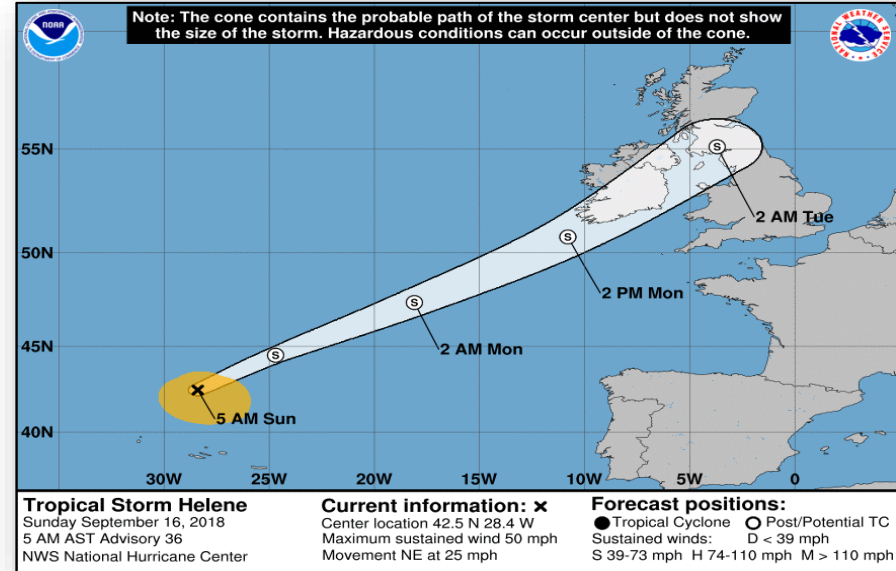 Note: The cone contains the probable path of the storm center but does not show
the size of the storm. Hazardous conditions can occur outside of the cone.
NOAA
NATIONAL WEATHER SERVICE
55N
S
2 AM Tue
50N
S
2 PM Mon
45N
S
2 AM Mon
S
5 AM Sun
40N
30W 25W 20W 15W 10W 5W 0
Tropical Storm Helene
Sunday September 16, 2018
5 AM AST Advisory 36
NWS National Hurricane Center
Current information: ×
Center location 42.5 N 28.4 W
Maximum sustained wind 50 mph
Movement NE at 25 mph
Forecast positions:
● Tropical Cyclone ○ Post/Potential TC
Sustained winds: D < 39 mph
S 39-73 mph H 74-110 mph M > 110 mph